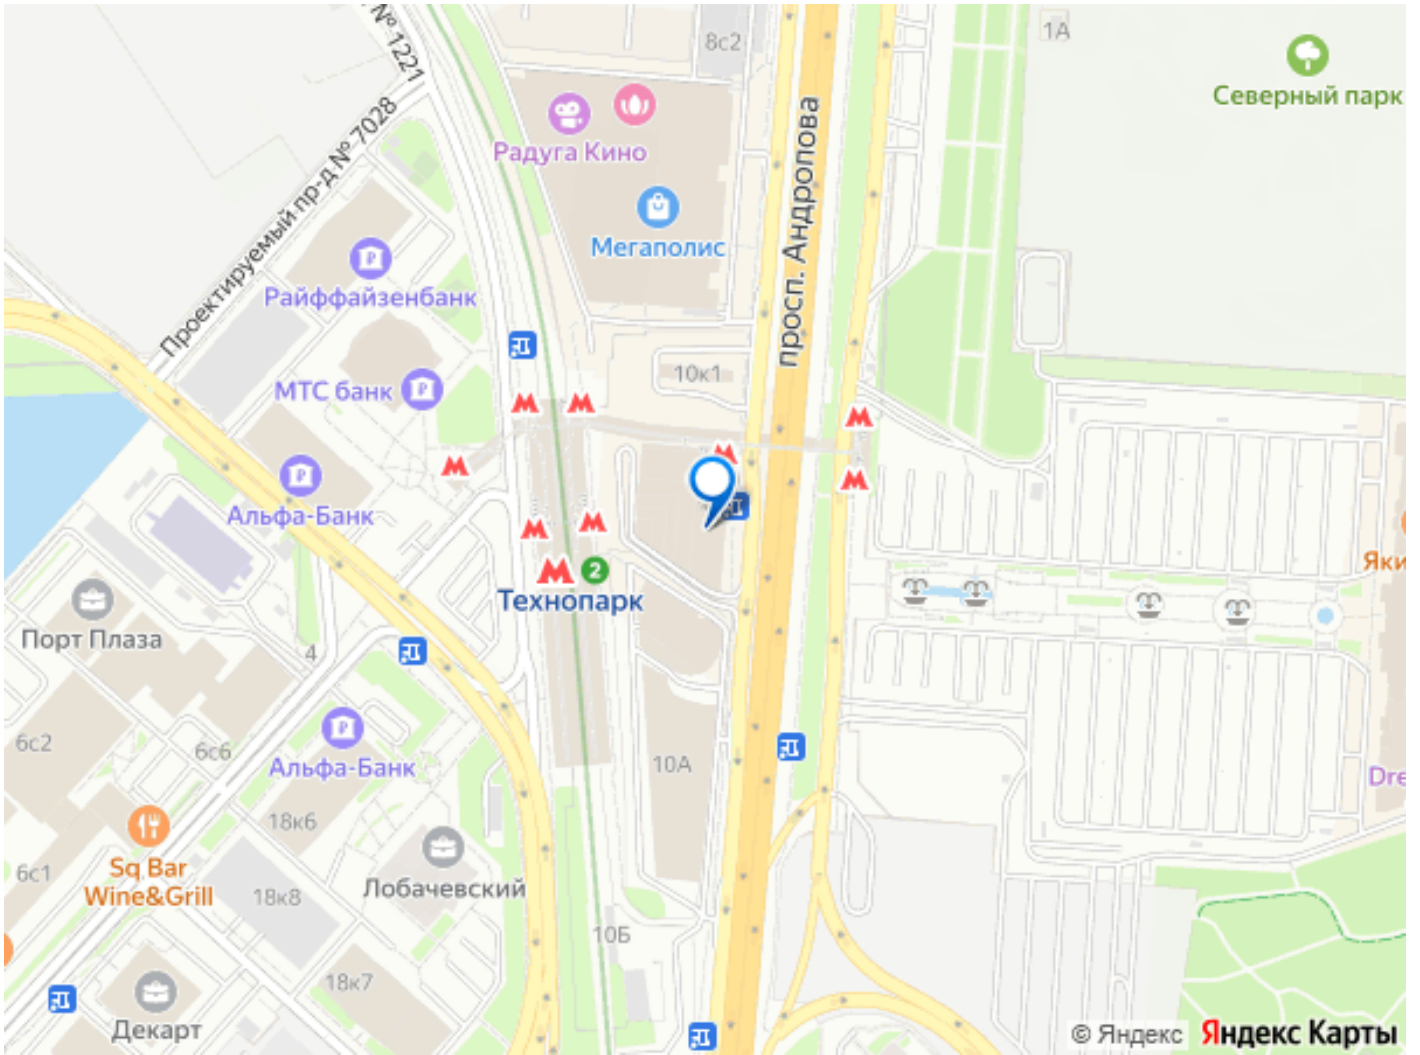 № 1221
8с2
1А
Северный парк
Проектируемый пр-д № 7028
Радуга Кино
просп. Андропова
Мегаполис
Райффайзенбанк
10к1
МТС банк
Альфа-Банк
2
Технопарк
Яки
Порт Плаза
4
6с2
6с6
10А
Альфа-Банк
Dre
18к6
Sq Bar
Wine&Grill
6с1
Лобачевский
18к8
10Б
18к7
Декарт
© Яндекс Яндекс Карты